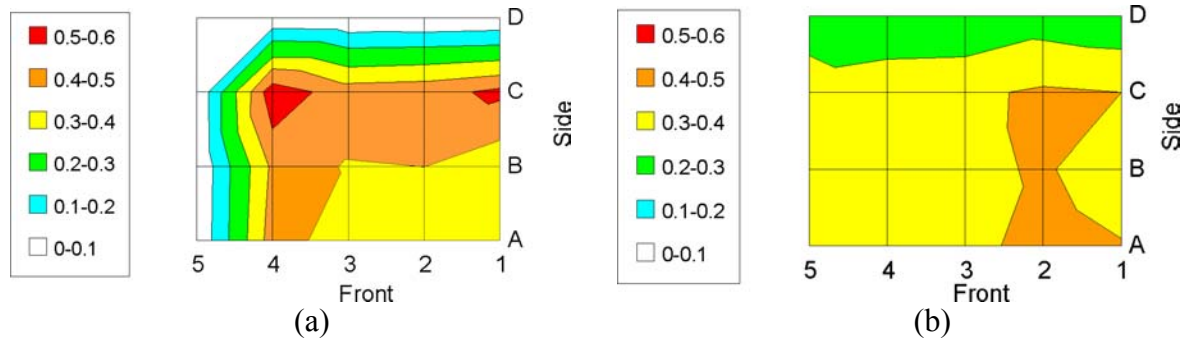 0.5-0.6
0.4-0.5
0.3-0.4
0.2-0.3
0.1-0.2
0-0.1
D
C
B
A
Side
5 4 3 2 1
Front
(a)
0.5-0.6
0.4-0.5
0.3-0.4
0.2-0.3
0.1-0.2
0-0.1
D
C
B
A
Side
5 4 3 2 1
Front
(b)